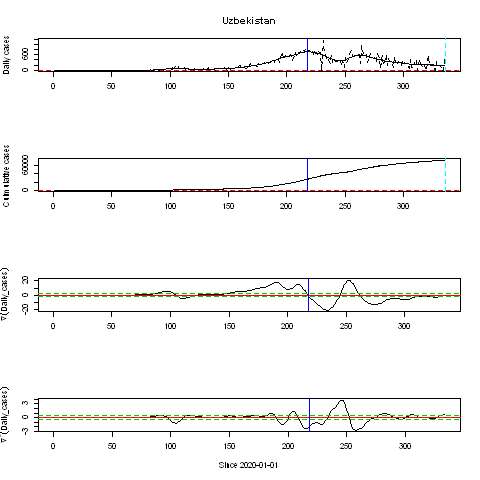 Uzbekistan
Daily cases
0 600
0 50 100 150 200 250 300
Cumulative cases
0 60000
0 50 100 150 200 250 300
∇(Daily_cases)
-20 0 20
0 50 100 150 200 250 300
∇²(Daily_cases)
-3 0 3
0 50 100 150 200 250 300
Since 2020-01-01